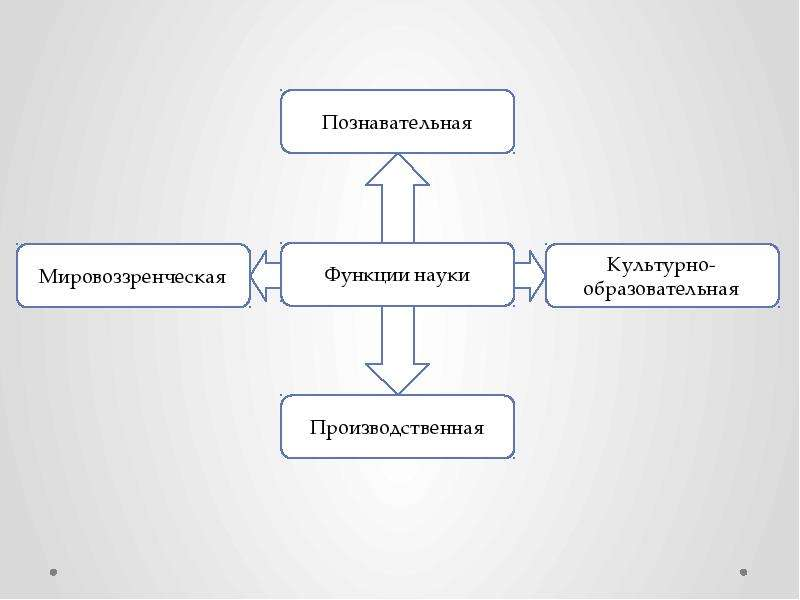 Познавательная
Мировоззренческая
Функции науки
Культурно-
образовательная
Производственная